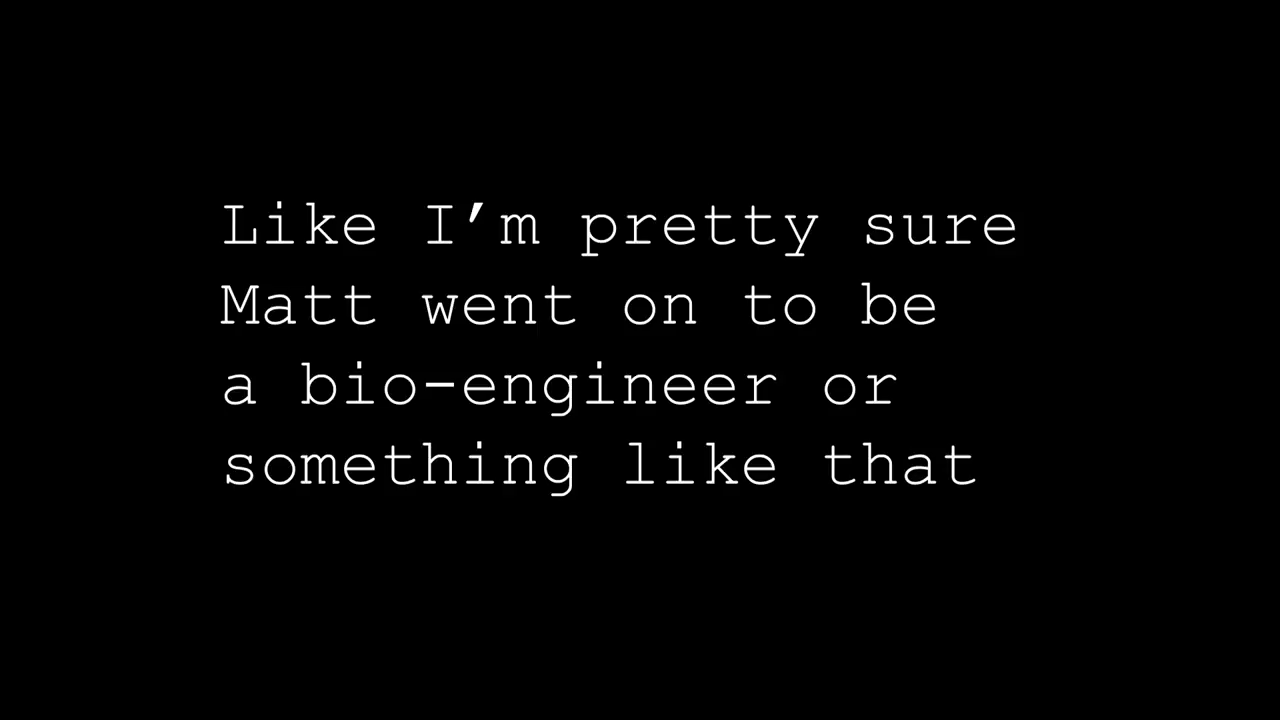 Like I’m pretty sure
Matt went on to be
a bio-engineer or
something like that